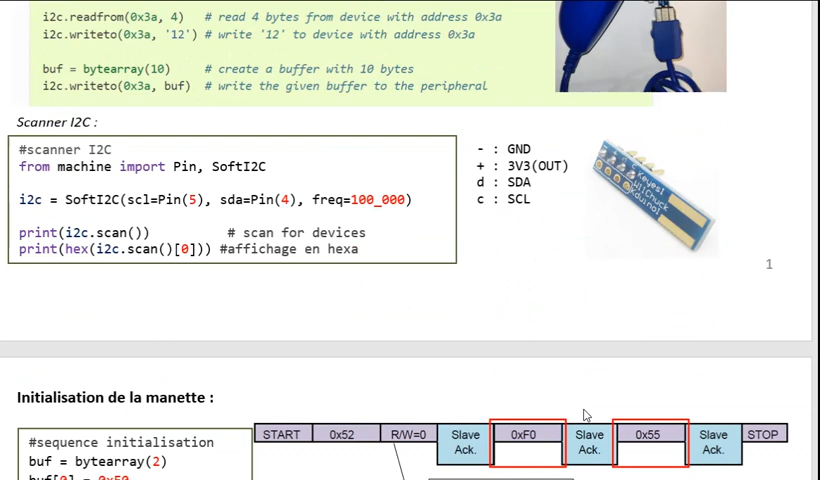 i2c.readfrom(0x3a, 4)   # read 4 bytes from device with address 0x3a
i2c.writeto(0x3a, '12') # write '12' to device with address 0x3a
buf = bytearray(10)     # create a buffer with 10 bytes
i2c.writeto(0x3a, buf)  # write the given buffer to the peripheral
Scanner I2C :
#scanner I2C
from machine import Pin, SoftI2C
i2c = SoftI2C(scl=Pin(5), sda=Pin(4), freq=100_000)
print(i2c.scan())          # scan for devices
print(hex(i2c.scan()[0])) #affichage en hexa
- : GND
+ : 3V3(OUT)
d : SDA
c : SCL
Keyes!
WiiChuck
Kduino!
1
Initialisation de la manette :
START 0x52 R/W=0 Slave Ack. 0xF0 Slave Ack. 0x55 Slave Ack. STOP
#sequence initialisation
buf = bytearray(2)